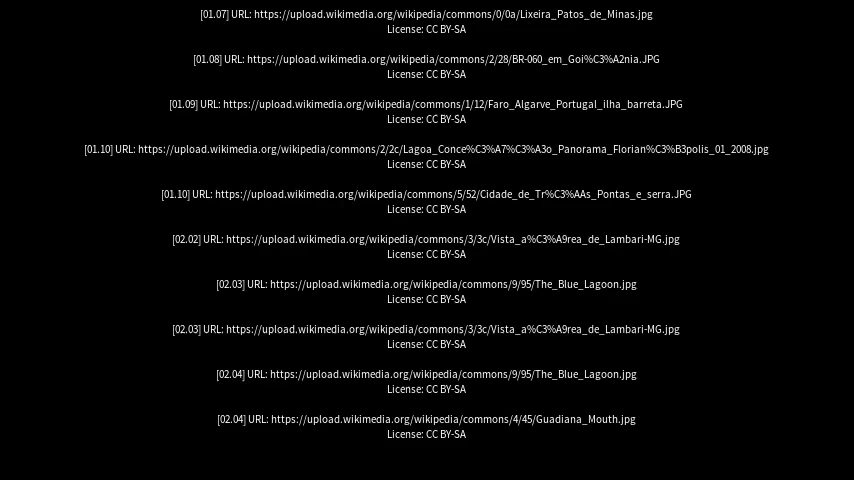 [01.07] URL: https://upload.wikimedia.org/wikipedia/commons/0/0a/Lixeira_Patos_de_Minas.jpg
License: CC BY-SA
[01.08] URL: https://upload.wikimedia.org/wikipedia/commons/2/28/BR-060_em_Goi%C3%A2nia.JPG
License: CC BY-SA
[01.09] URL: https://upload.wikimedia.org/wikipedia/commons/1/12/Faro_Algarve_Portugal_ilha_barreta.JPG
License: CC BY-SA
[01.10] URL: https://upload.wikimedia.org/wikipedia/commons/2/2c/Lagoa_Conce%C3%A7%C3%A3o_Panorama_Florian%C3%B3polis_01_2008.jpg
License: CC BY-SA
[01.10] URL: https://upload.wikimedia.org/wikipedia/commons/5/52/Cidade_de_Tr%C3%AAs_Pontas_e_serra.JPG
License: CC BY-SA
[02.02] URL: https://upload.wikimedia.org/wikipedia/commons/3/3c/Vista_a%C3%A9rea_de_Lambari-MG.jpg
License: CC BY-SA
[02.03] URL: https://upload.wikimedia.org/wikipedia/commons/9/95/The_Blue_Lagoon.jpg
License: CC BY-SA
[02.03] URL: https://upload.wikimedia.org/wikipedia/commons/3/3c/Vista_a%C3%A9rea_de_Lambari-MG.jpg
License: CC BY-SA
[02.04] URL: https://upload.wikimedia.org/wikipedia/commons/9/95/The_Blue_Lagoon.jpg
License: CC BY-SA
[02.04] URL: https://upload.wikimedia.org/wikipedia/commons/4/45/Guadiana_Mouth.jpg
License: CC BY-SA